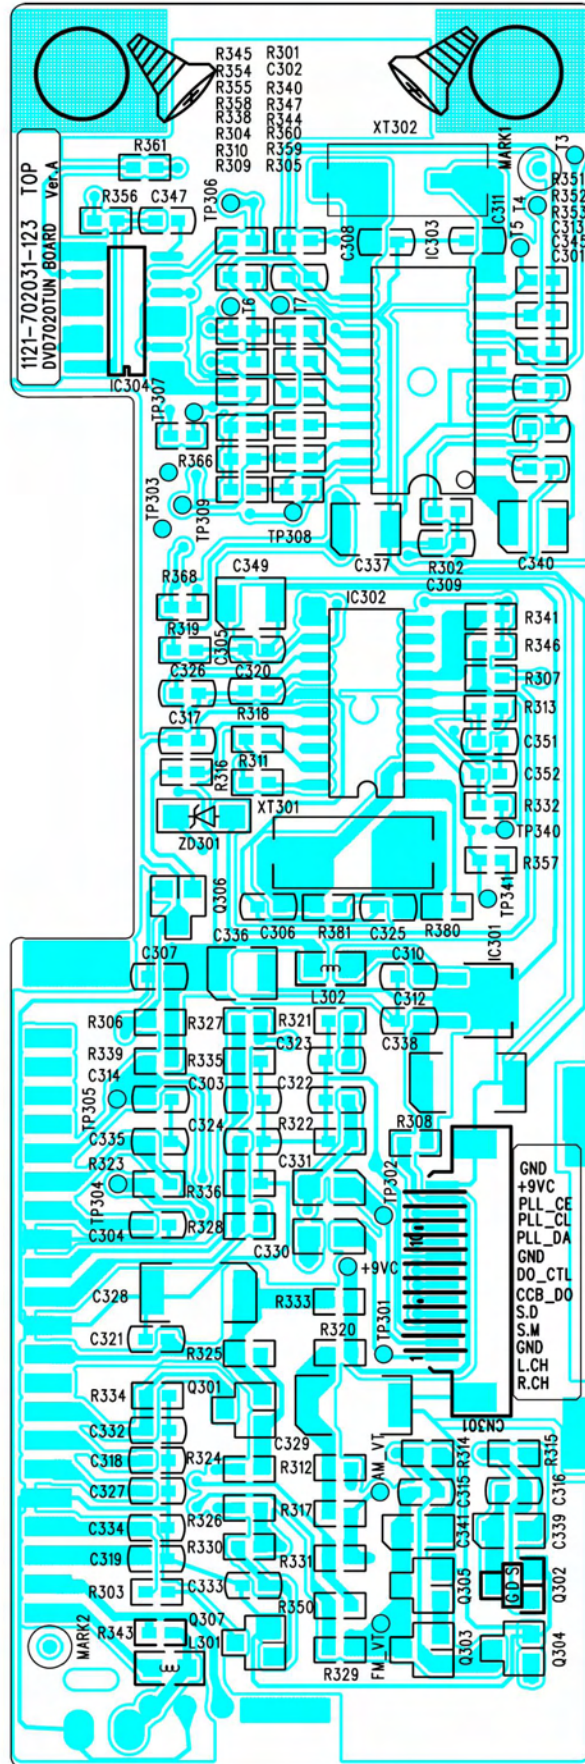 R345 R301
R354 C302
R355 R340
R358 R347
R338 R344
R304 R360
R310 R359
R309 R305
XT302
MARK1
T3
R361
1121-702031-123 TOP
DVD7020TUN BOARD Ver.A
R356
C347
TP306
C308
IC303
C311
T4
T5
R351
R352
R353
C313
C345
C301
T6
T7
IC304
TP307
R366
TP303
TP309
TP308
C337
R302
C340
R368
C349
IC302
C309
R341
R319
C305
R346
C326
C320
R307
C317
R318
R313
R316
R311
C351
C352
XT301
R332
ZD301
TP340
R357
Q306
TP341
C306
R381
C325
R380
C336
IC301
C307
C310
L302
C312
R306
R327
R321
C338
R339
R335
C323
C314
C303
C322
TP305
C335
C324
R322
R308
R323
C331
TP302
TP304
R336
C304
R328
C330
10
GND
+9VC
PLL_CE
PLL_CL
PLL_DA
GND
DO_CTL
CCB_DO
S.D
S.M
GND
L.CH
R.CH
+9VC
C328
R333
TP301
C321
R325
R320
1
R334
Q301
CN301
C332
C329
AM_VT
R314
R315
C318
R324
R312
C315
C316
C327
R326
R317
C341
C339
C334
R330
R331
C319
Q305
G D S
Q302
R303
C333
R350
R343
Q307
MARK2
L301
R329
FM_VT
Q303
Q304